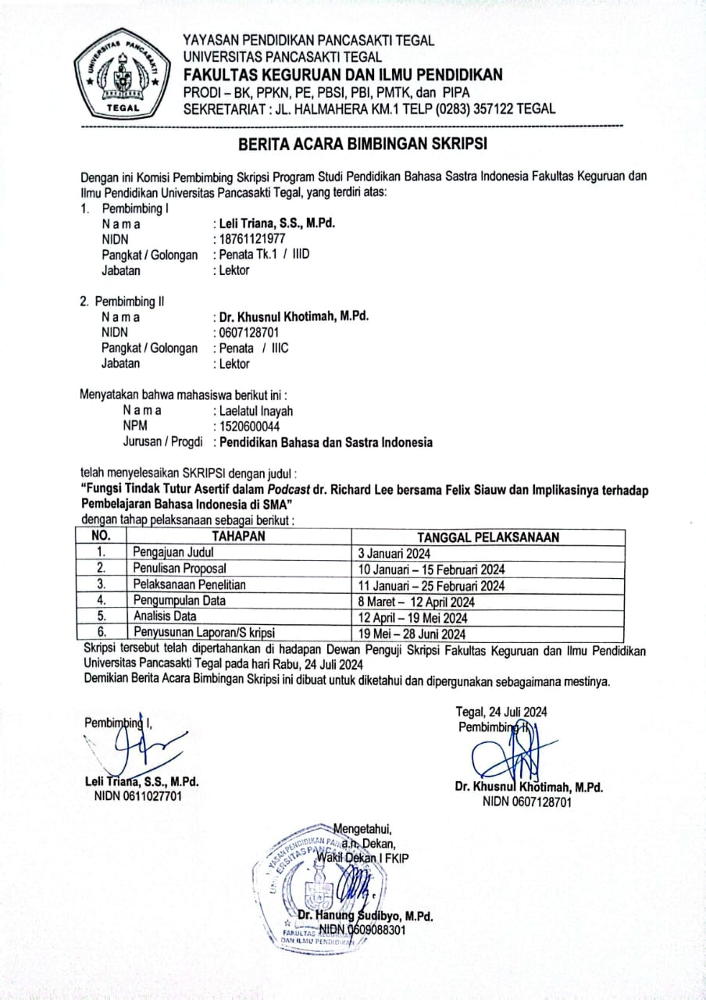 UNIVERSITAS PANCASAKTI
TEGAL
YAYASAN PENDIDIKAN PANCASAKTI TEGAL
UNIVERSITAS PANCASAKTI TEGAL
FAKULTAS KEGURUAN DAN ILMU PENDIDIKAN
PRODI – BK, PPKN, PE, PBSI, PBI, PMTK, dan PIPA
SEKRETARIAT : JL. HALMAHERA KM.1 TELP (0283) 357122 TEGAL
BERITA ACARA BIMBINGAN SKRIPSI
Dengan ini Komisi Pembimbing Skripsi Program Studi Pendidikan Bahasa Sastra Indonesia Fakultas Keguruan dan
Ilmu Pendidikan Universitas Pancasakti Tegal, yang terdiri atas:
1. Pembimbing I
N a m a : Leli Triana, S.S., M.Pd.
NIDN : 18761121977
Pangkat / Golongan : Penata Tk.1 / IIID
Jabatan : Lektor
2. Pembimbing II
N a m a : Dr. Khusnul Khotimah, M.Pd.
NIDN : 0607128701
Pangkat / Golongan : Penata / IIIC
Jabatan : Lektor
Menyatakan bahwa mahasiswa berikut ini :
N a m a : Laelatul Inayah
NPM : 1520600044
Jurusan / Progdi : Pendidikan Bahasa dan Sastra Indonesia
telah menyelesaikan SKRIPSI dengan judul :
“Fungsi Tindak Tutur Asertif dalam Podcast dr. Richard Lee bersama Felix Siauw dan Implikasinya terhadap
Pembelajaran Bahasa Indonesia di SMA”
dengan tahap pelaksanaan sebagai berikut :
NO. TAHAPAN TANGGAL PELAKSANAAN
1. Pengajuan Judul 3 Januari 2024
2. Penulisan Proposal 10 Januari – 15 Februari 2024
3. Pelaksanaan Penelitian 11 Januari – 25 Februari 2024
4. Pengumpulan Data 8 Maret – 12 April 2024
5. Analisis Data 12 April – 19 Mei 2024
6. Penyusunan Laporan/S kripsi 19 Mei – 28 Juni 2024
Skripsi tersebut telah dipertahankan di hadapan Dewan Penguji Skripsi Fakultas Keguruan dan Ilmu Pendidikan
Universitas Pancasakti Tegal pada hari Rabu, 24 Juli 2024
Demikian Berita Acara Bimbingan Skripsi ini dibuat untuk diketahui dan dipergunakan sebagaimana mestinya.
Tegal, 24 Juli 2024
Pembimbing I,
Pembimbing II
Leli Triana, S.S., M.Pd.
NIDN 0611027701
Dr. Khusnul Khotimah, M.Pd.
NIDN 0607128701
Mengetahui,
a.n. Dekan,
Wakil Dekan I FKIP
YAYASAN PENDIDIKAN
Dr. Hanung Sudibyo, M.Pd.
NIDN 0609088301
FAKULTAS KEGURUAN
DAN ILMU PENDIDIKAN